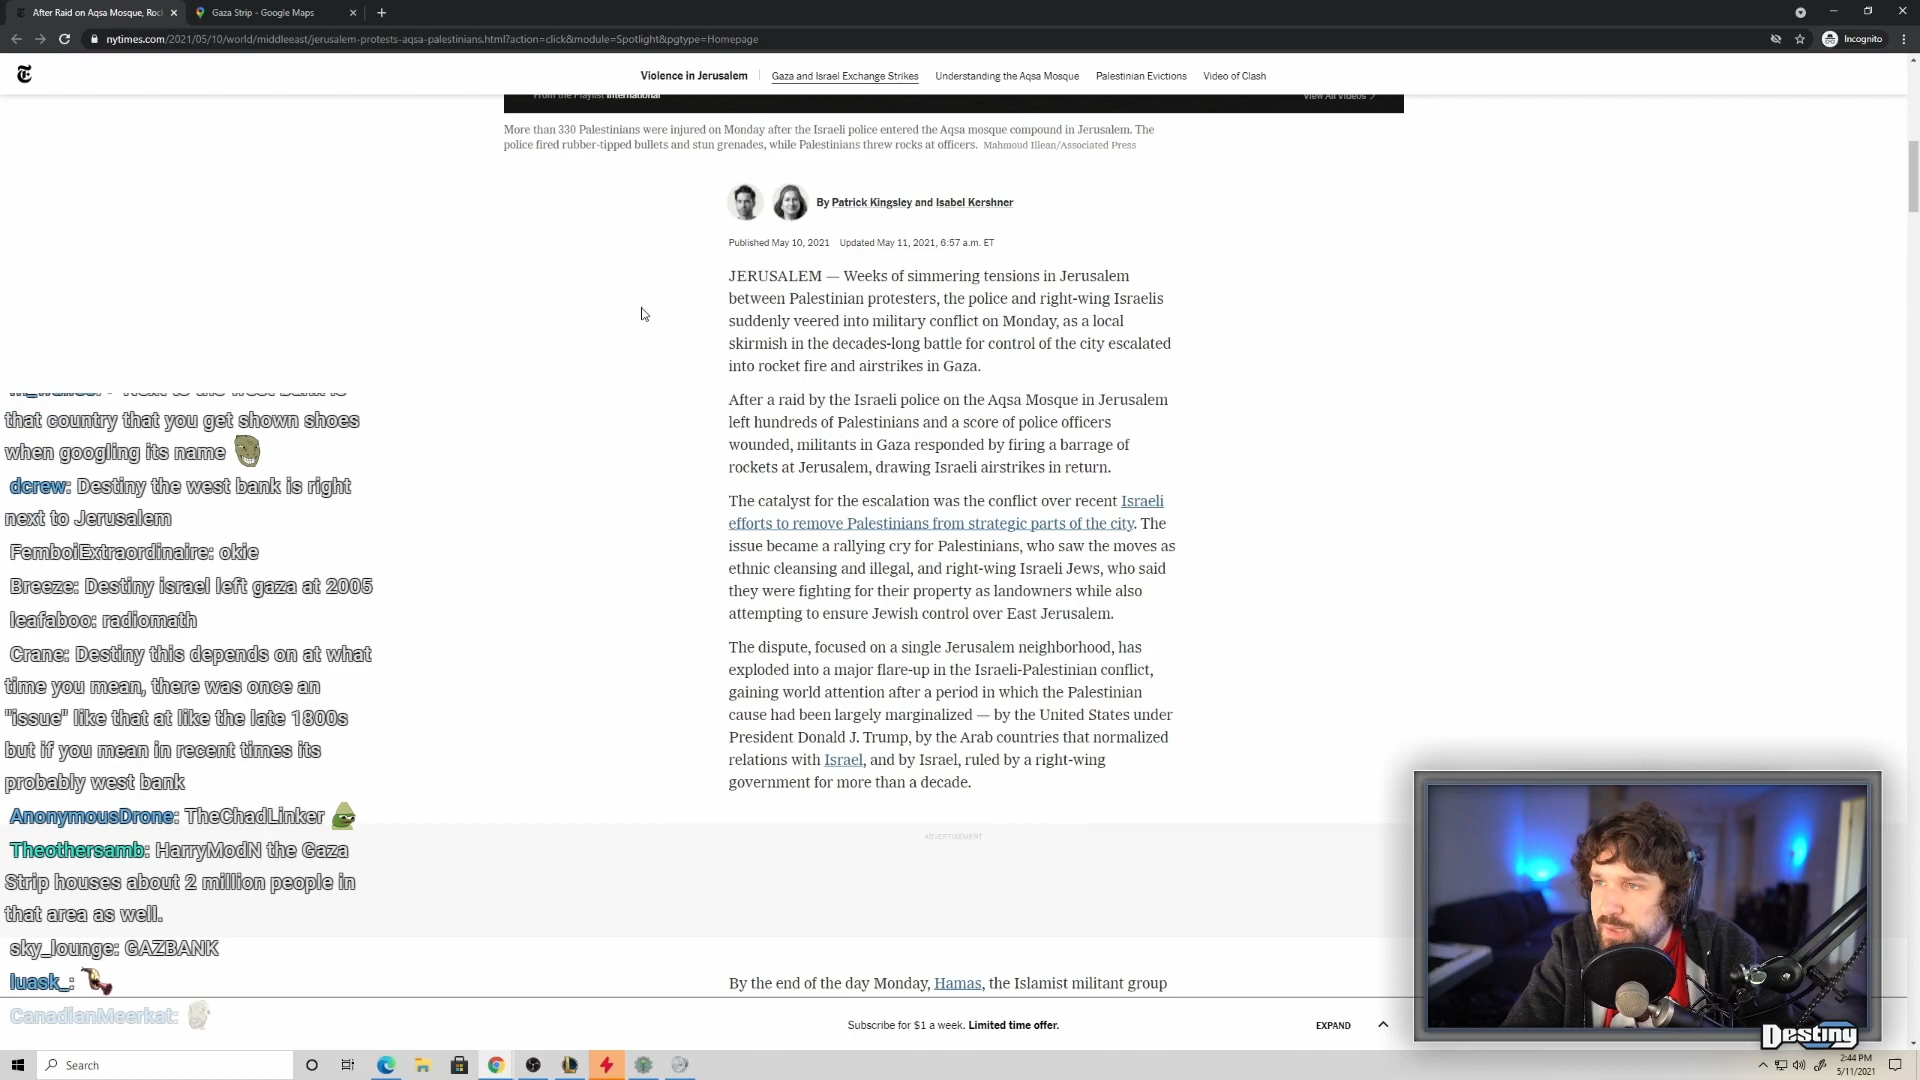 After Raid on Aqsa Mosque, Roc
Gaza Strip - Google Maps
nytimes.com/2021/05/10/world/middleeast/jerusalem-protests-aqsa-palestinians.html?action=click&module=Spotlight&pgtype=Homepage
Incognito
Violence in Jerusalem
Gaza and Israel Exchange Strikes
Understanding the Aqsa Mosque
Palestinian Evictions
Video of Clash
From the Playlist International
View All Videos
More than 330 Palestinians were injured on Monday after the Israeli police entered the Aqsa mosque compound in Jerusalem. The
police fired rubber-tipped bullets and stun grenades, while Palestinians threw rocks at officers. Mahmoud Illean/Associated Press
By Patrick Kingsley and Isabel Kershner
Published May 10, 2021 Updated May 11, 2021, 6:57 a.m. ET
JERUSALEM — Weeks of simmering tensions in Jerusalem
between Palestinian protesters, the police and right-wing Israelis
suddenly veered into military conflict on Monday, as a local
skirmish in the decades-long battle for control of the city escalated
into rocket fire and airstrikes in Gaza.
After a raid by the Israeli police on the Aqsa Mosque in Jerusalem
left hundreds of Palestinians and a score of police officers
wounded, militants in Gaza responded by firing a barrage of
rockets at Jerusalem, drawing Israeli airstrikes in return.
The catalyst for the escalation was the conflict over recent Israeli
efforts to remove Palestinians from strategic parts of the city. The
issue became a rallying cry for Palestinians, who saw the moves as
ethnic cleansing and illegal, and right-wing Israeli Jews, who said
they were fighting for their property as landowners while also
attempting to ensure Jewish control over East Jerusalem.
The dispute, focused on a single Jerusalem neighborhood, has
exploded into a major flare-up in the Israeli-Palestinian conflict,
gaining world attention after a period in which the Palestinian
cause had been largely marginalized — by the United States under
President Donald J. Trump, by the Arab countries that normalized
relations with Israel, and by Israel, ruled by a right-wing
government for more than a decade.
ADVERTISEMENT
By the end of the day Monday, Hamas, the Islamist militant group
Subscribe for $1 a week. Limited time offer.
EXPAND
that country that you get shown shoes
when googling its name
dcrew: Destiny the west bank is right
next to Jerusalem
FemboiExtraordinaire: okie
Breeze: Destiny israel left gaza at 2005
leafaboo: radiomath
Crane: Destiny this depends on at what
time you mean, there was once an
"issue" like that at like the late 1800s
but if you mean in recent times its
probably west bank
AnonymousDrone: TheChadLinker
Theothersamb: HarryModN the Gaza
Strip houses about 2 million people in
that area as well.
sky_lounge: GAZBANK
luask_:
CanadianMeerkat:
Destiny
Search
2:44 PM
5/11/2021